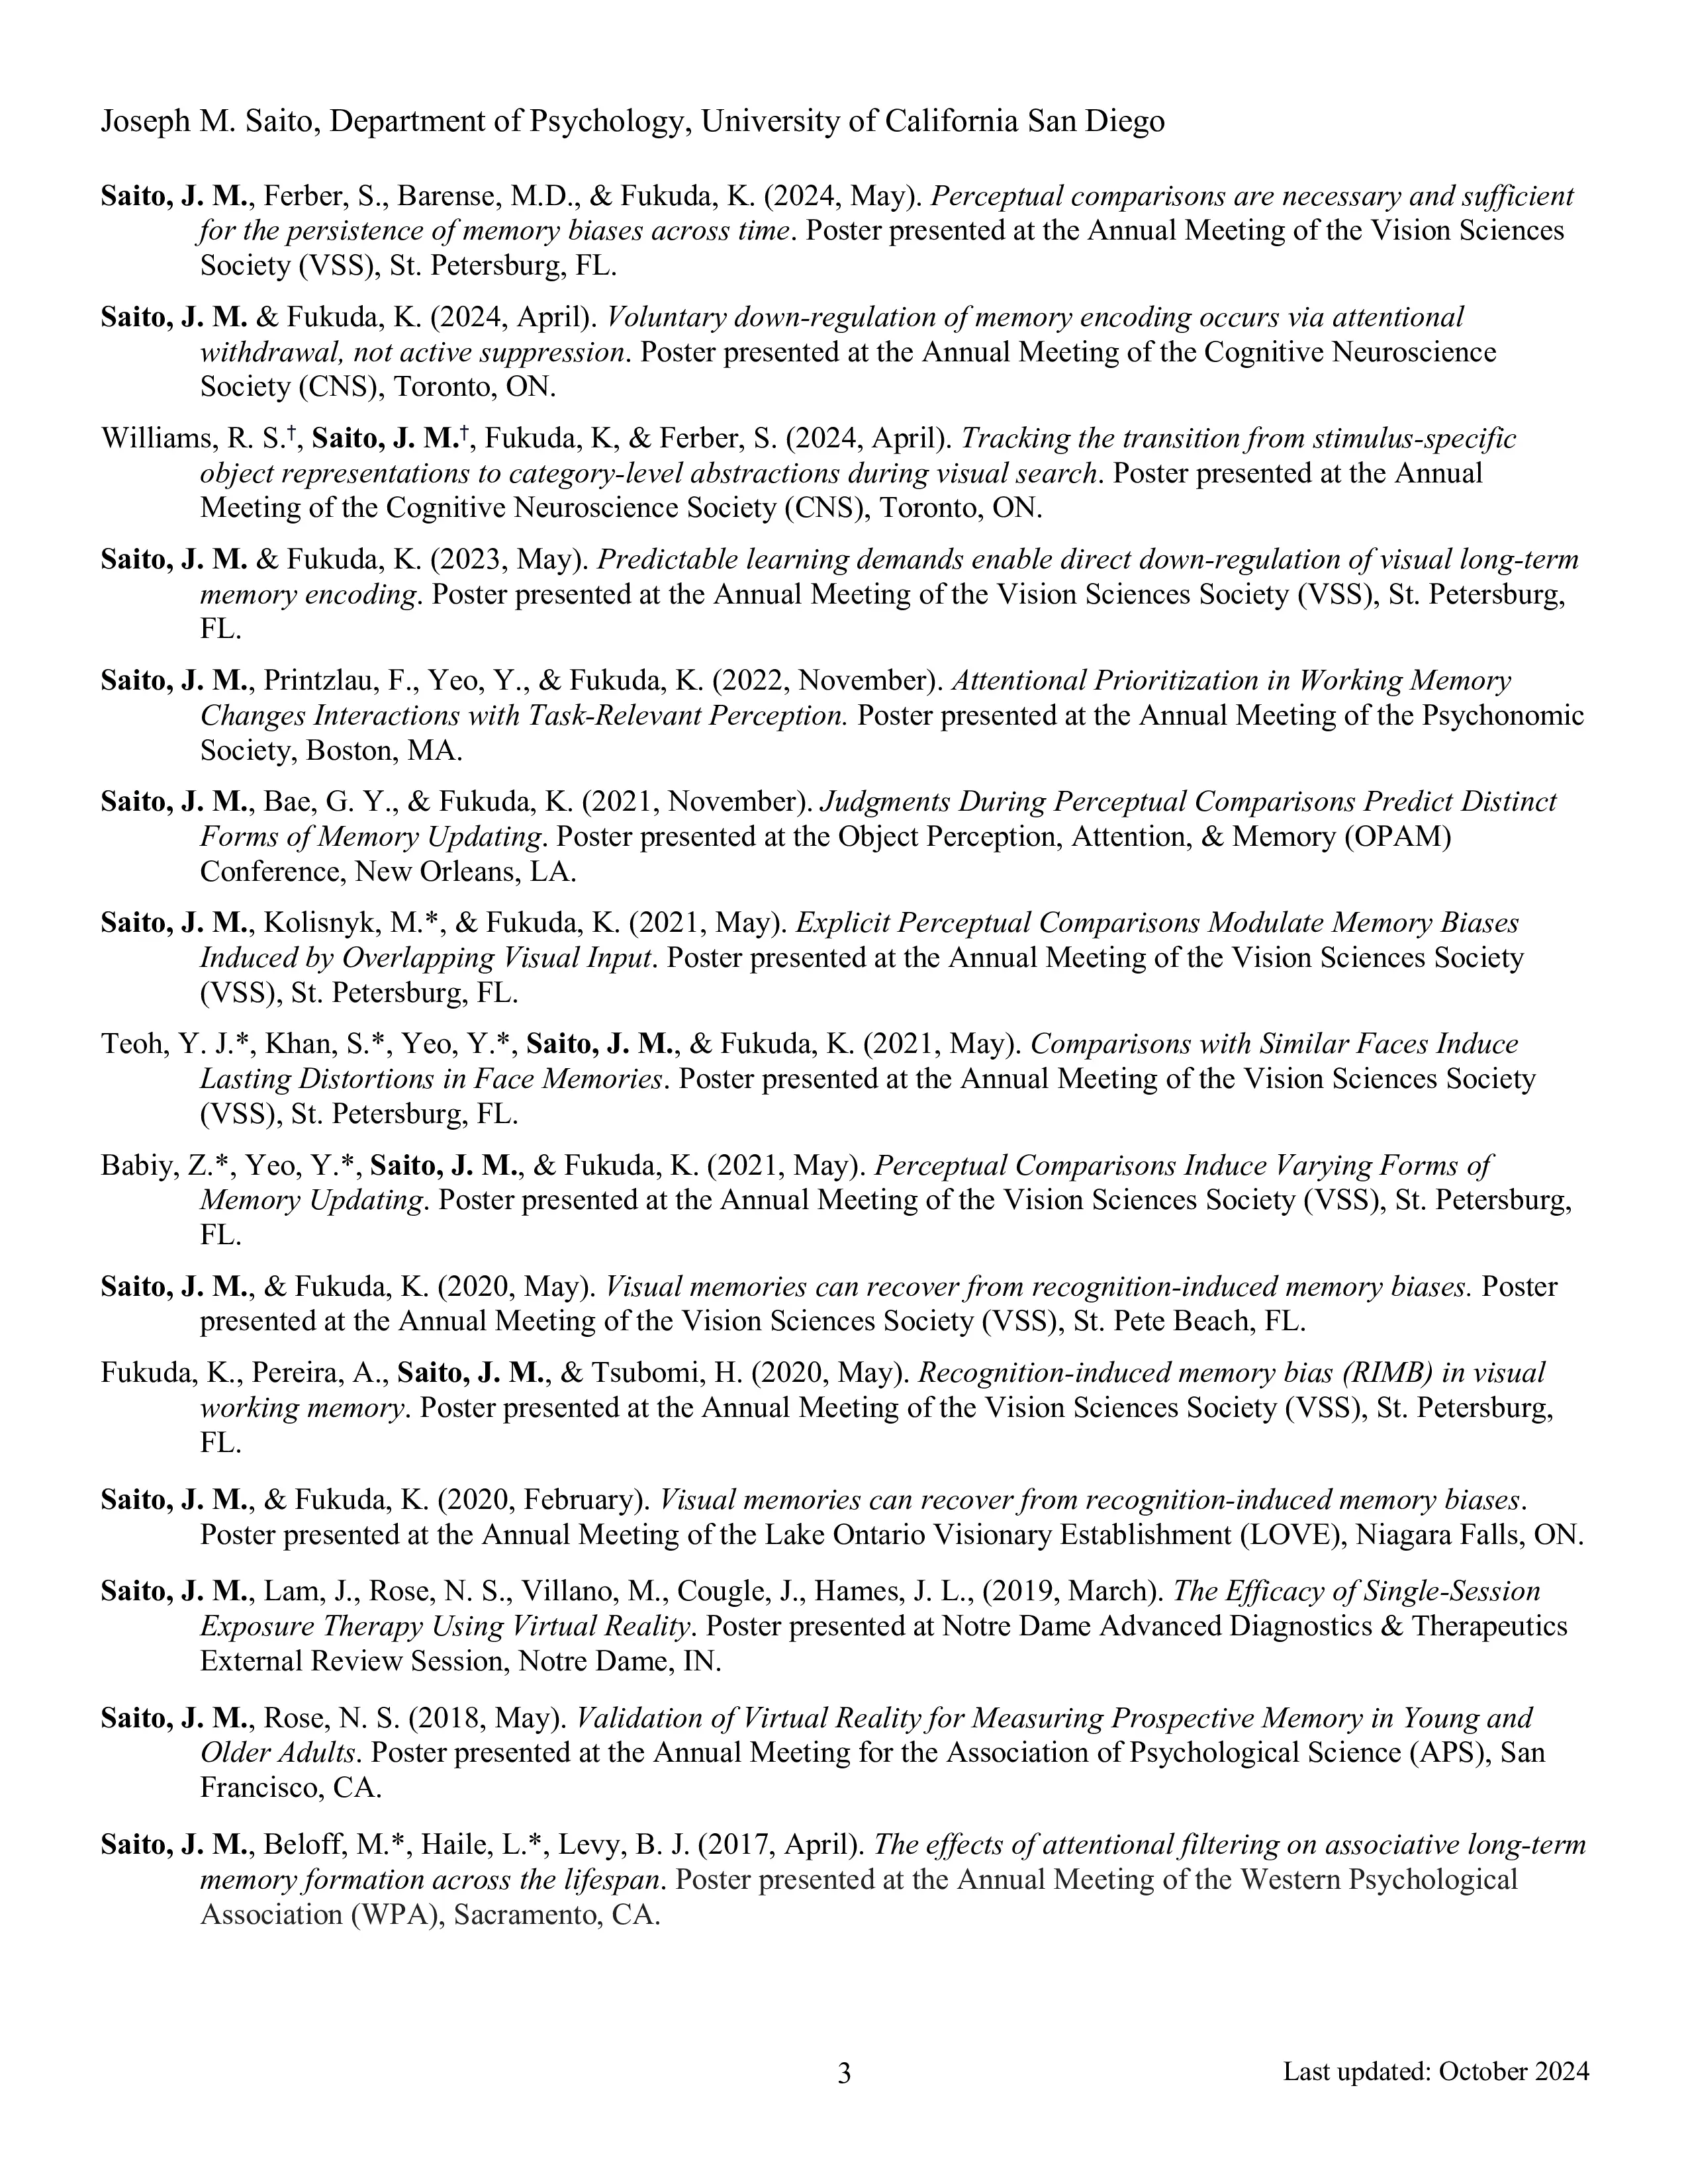 Joseph M. Saito, Department of Psychology, University of California San Diego
Saito, J. M., Ferber, S., Barense, M.D., & Fukuda, K. (2024, May). Perceptual comparisons are necessary and sufficient
for the persistence of memory biases across time. Poster presented at the Annual Meeting of the Vision Sciences
Society (VSS), St. Petersburg, FL.
Saito, J. M. & Fukuda, K. (2024, April). Voluntary down-regulation of memory encoding occurs via attentional
withdrawal, not active suppression. Poster presented at the Annual Meeting of the Cognitive Neuroscience
Society (CNS), Toronto, ON.
Williams, R. S.†, Saito, J. M.†, Fukuda, K, & Ferber, S. (2024, April). Tracking the transition from stimulus-specific
object representations to category-level abstractions during visual search. Poster presented at the Annual
Meeting of the Cognitive Neuroscience Society (CNS), Toronto, ON.
Saito, J. M. & Fukuda, K. (2023, May). Predictable learning demands enable direct down-regulation of visual long-term
memory encoding. Poster presented at the Annual Meeting of the Vision Sciences Society (VSS), St. Petersburg,
FL.
Saito, J. M., Printzlau, F., Yeo, Y., & Fukuda, K. (2022, November). Attentional Prioritization in Working Memory
Changes Interactions with Task-Relevant Perception. Poster presented at the Annual Meeting of the Psychonomic
Society, Boston, MA.
Saito, J. M., Bae, G. Y., & Fukuda, K. (2021, November). Judgments During Perceptual Comparisons Predict Distinct
Forms of Memory Updating. Poster presented at the Object Perception, Attention, & Memory (OPAM)
Conference, New Orleans, LA.
Saito, J. M., Kolisnyk, M.*, & Fukuda, K. (2021, May). Explicit Perceptual Comparisons Modulate Memory Biases
Induced by Overlapping Visual Input. Poster presented at the Annual Meeting of the Vision Sciences Society
(VSS), St. Petersburg, FL.
Teoh, Y. J.*, Khan, S.*, Yeo, Y.*, Saito, J. M., & Fukuda, K. (2021, May). Comparisons with Similar Faces Induce
Lasting Distortions in Face Memories. Poster presented at the Annual Meeting of the Vision Sciences Society
(VSS), St. Petersburg, FL.
Babiy, Z.*, Yeo, Y.*, Saito, J. M., & Fukuda, K. (2021, May). Perceptual Comparisons Induce Varying Forms of
Memory Updating. Poster presented at the Annual Meeting of the Vision Sciences Society (VSS), St. Petersburg,
FL.
Saito, J. M., & Fukuda, K. (2020, May). Visual memories can recover from recognition-induced memory biases. Poster
presented at the Annual Meeting of the Vision Sciences Society (VSS), St. Pete Beach, FL.
Fukuda, K., Pereira, A., Saito, J. M., & Tsubomi, H. (2020, May). Recognition-induced memory bias (RIMB) in visual
working memory. Poster presented at the Annual Meeting of the Vision Sciences Society (VSS), St. Petersburg,
FL.
Saito, J. M., & Fukuda, K. (2020, February). Visual memories can recover from recognition-induced memory biases.
Poster presented at the Annual Meeting of the Lake Ontario Visionary Establishment (LOVE), Niagara Falls, ON.
Saito, J. M., Lam, J., Rose, N. S., Villano, M., Cougle, J., Hames, J. L., (2019, March). The Efficacy of Single-Session
Exposure Therapy Using Virtual Reality. Poster presented at Notre Dame Advanced Diagnostics & Therapeutics
External Review Session, Notre Dame, IN.
Saito, J. M., Rose, N. S. (2018, May). Validation of Virtual Reality for Measuring Prospective Memory in Young and
Older Adults. Poster presented at the Annual Meeting for the Association of Psychological Science (APS), San
Francisco, CA.
Saito, J. M., Beloff, M.*, Haile, L.*, Levy, B. J. (2017, April). The effects of attentional filtering on associative long-term
memory formation across the lifespan. Poster presented at the Annual Meeting of the Western Psychological
Association (WPA), Sacramento, CA.
3
Last updated: October 2024